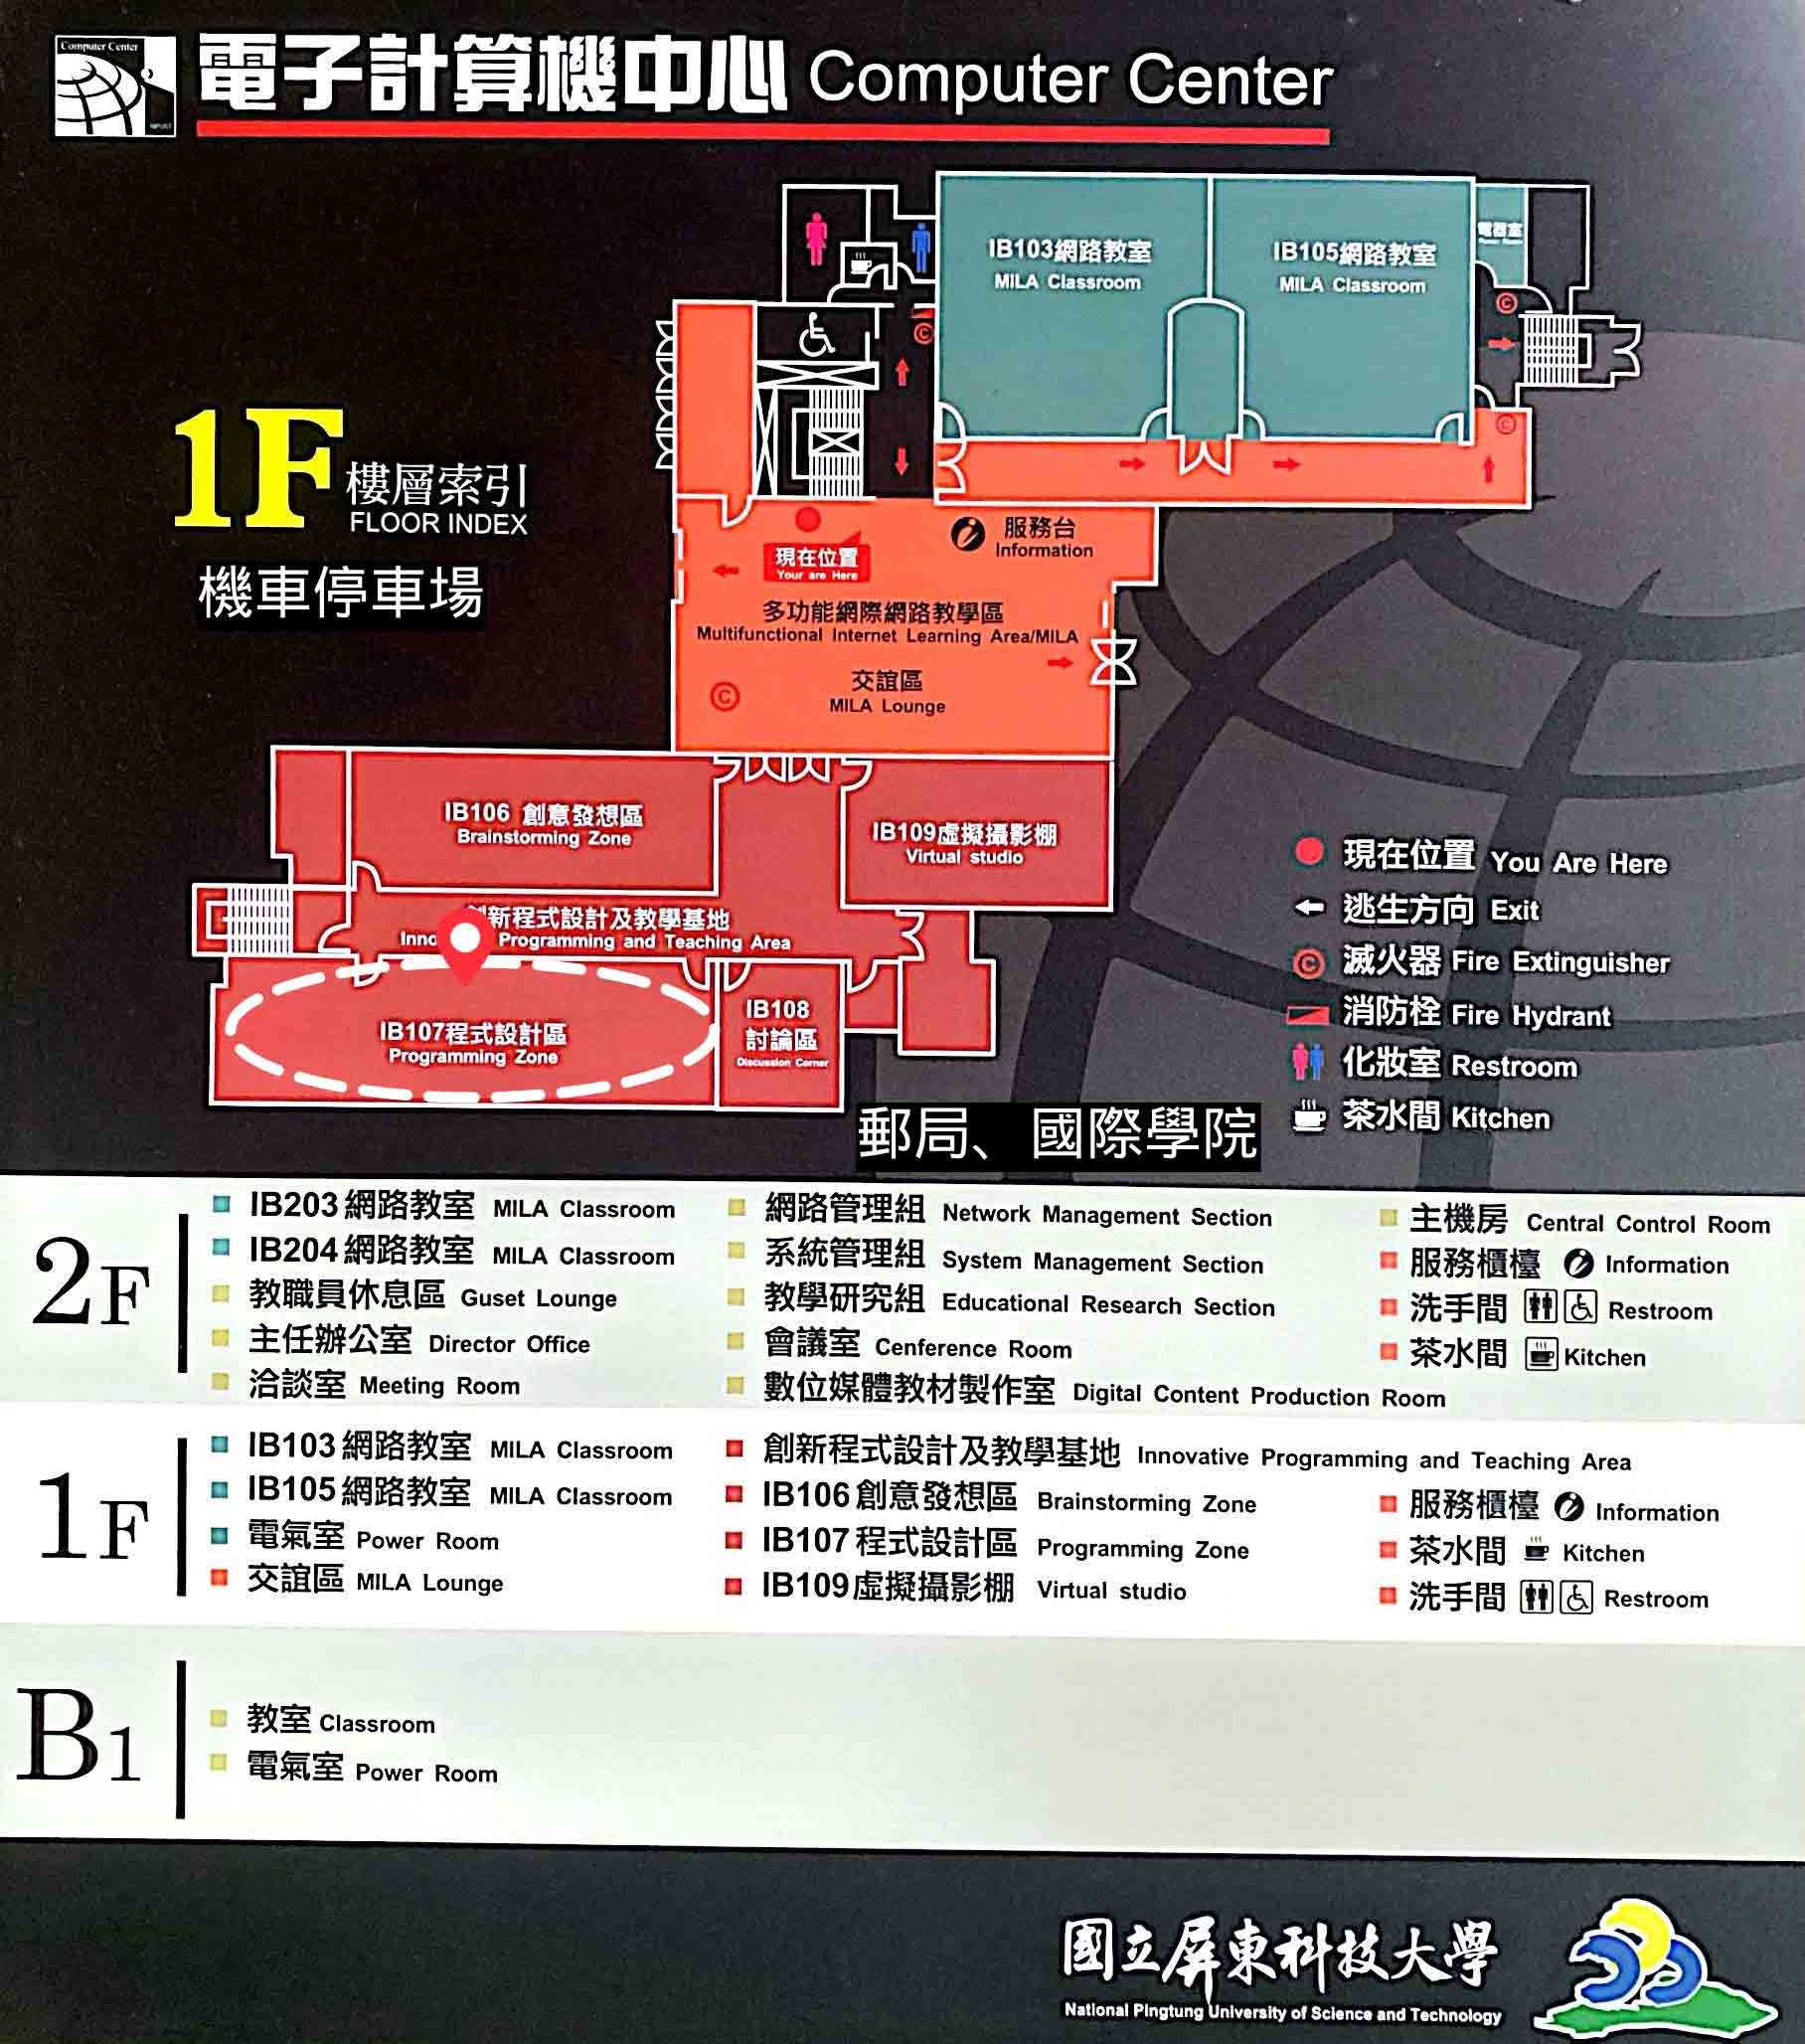 Computer Center
電子計算機中心 Computer Center
IB103網路教室
MILA Classroom
IB105網路教室
MILA Classroom
1F 樓層索引
FLOOR INDEX
機車停車場
服務台
Information
現在位置
Your are Here
多功能網際網路教學區
Multifunctional Internet Learning Area/MILA
交誼區
MILA Lounge
IB106 創意發想區
Brainstorming Zone
IB109虛擬攝影棚
Virtual studio
新程式設計及教學基地
Programming and Teaching Area
IB107程式設計區
Programming Zone
IB108
討論區
Discussion Corner
郵局、國際學院
現在位置 You Are Here
逃生方向 Exit
滅火器 Fire Extinguisher
消防栓 Fire Hydrant
化妝室 Restroom
茶水間 Kitchen
2F
IB203網路教室 MILA Classroom
IB204網路教室 MILA Classroom
教職員休息區 Guset Lounge
主任辦公室 Director Office
洽談室 Meeting Room
網路管理組 Network Management Section
系統管理組 System Management Section
教學研究組 Educational Research Section
會議室 Cenference Room
數位媒體教材製作室 Digital Content Production Room
主機房 Central Control Room
服務櫃檯 Information
洗手間 Restroom
茶水間 Kitchen
1F
IB103網路教室 MILA Classroom
IB105網路教室 MILA Classroom
電氣室 Power Room
交誼區 MILA Lounge
創新程式設計及教學基地 Innovative Programming and Teaching Area
IB106創意發想區 Brainstorming Zone
IB107程式設計區 Programming Zone
IB109虛擬攝影棚 Virtual studio
服務櫃檯 Information
茶水間 Kitchen
洗手間 Restroom
B1
教室 Classroom
電氣室 Power Room
國立屏東科技大學
National Pingtung University of Science and Technology